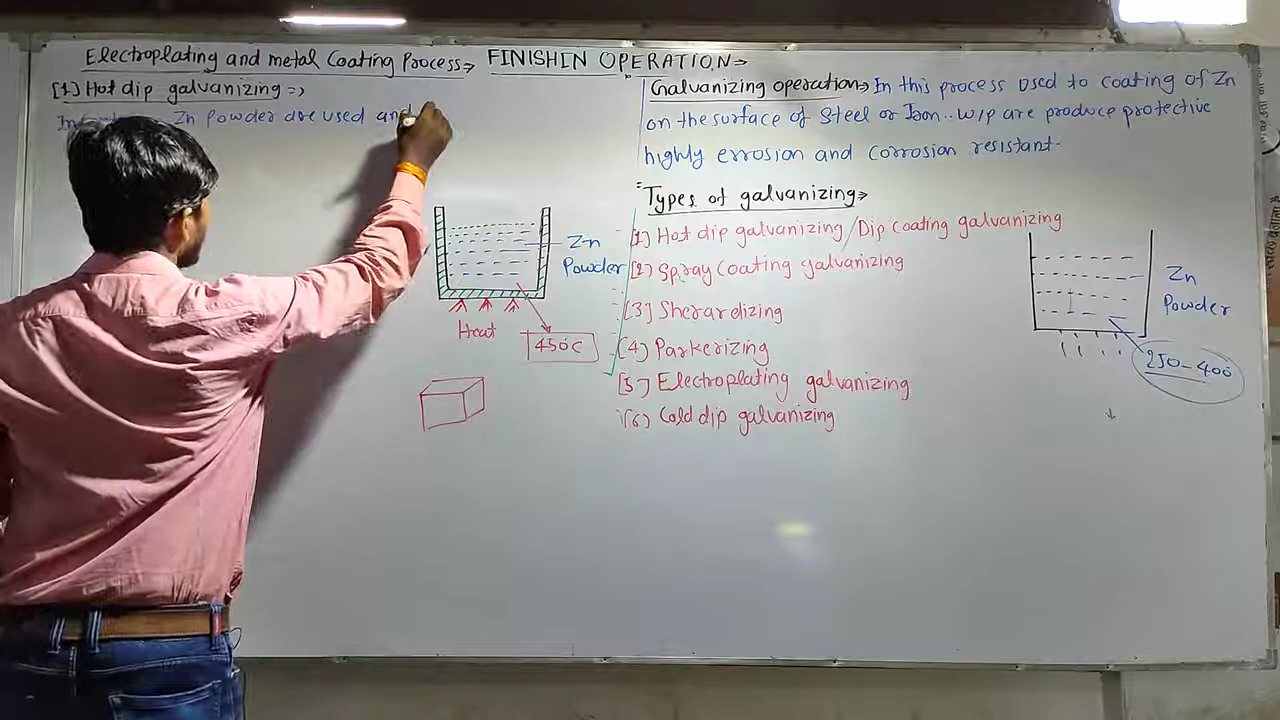 Electroplating and metal Coating Process→ FINISHIN OPERATION→
[1] Hot dip galvanizing =>
Zn Powder are used and
Zn
Powder
Heat
450c
Galvanizing operation→ In this process used to coating of Zn
on the surface of Steel or Iron.. w/p are produce protective
highly errosion and corrosion resistant-
Types of galvanizing→
[1] Hot dip galvanizing/Dip coating galvanizing
[2] Spray Coating galvanizing
[3] Sherardizing
[4] Parkerizing
[5] Electroplating galvanizing
(6) Cold dip galvanizing
Zn
Powder
250-400